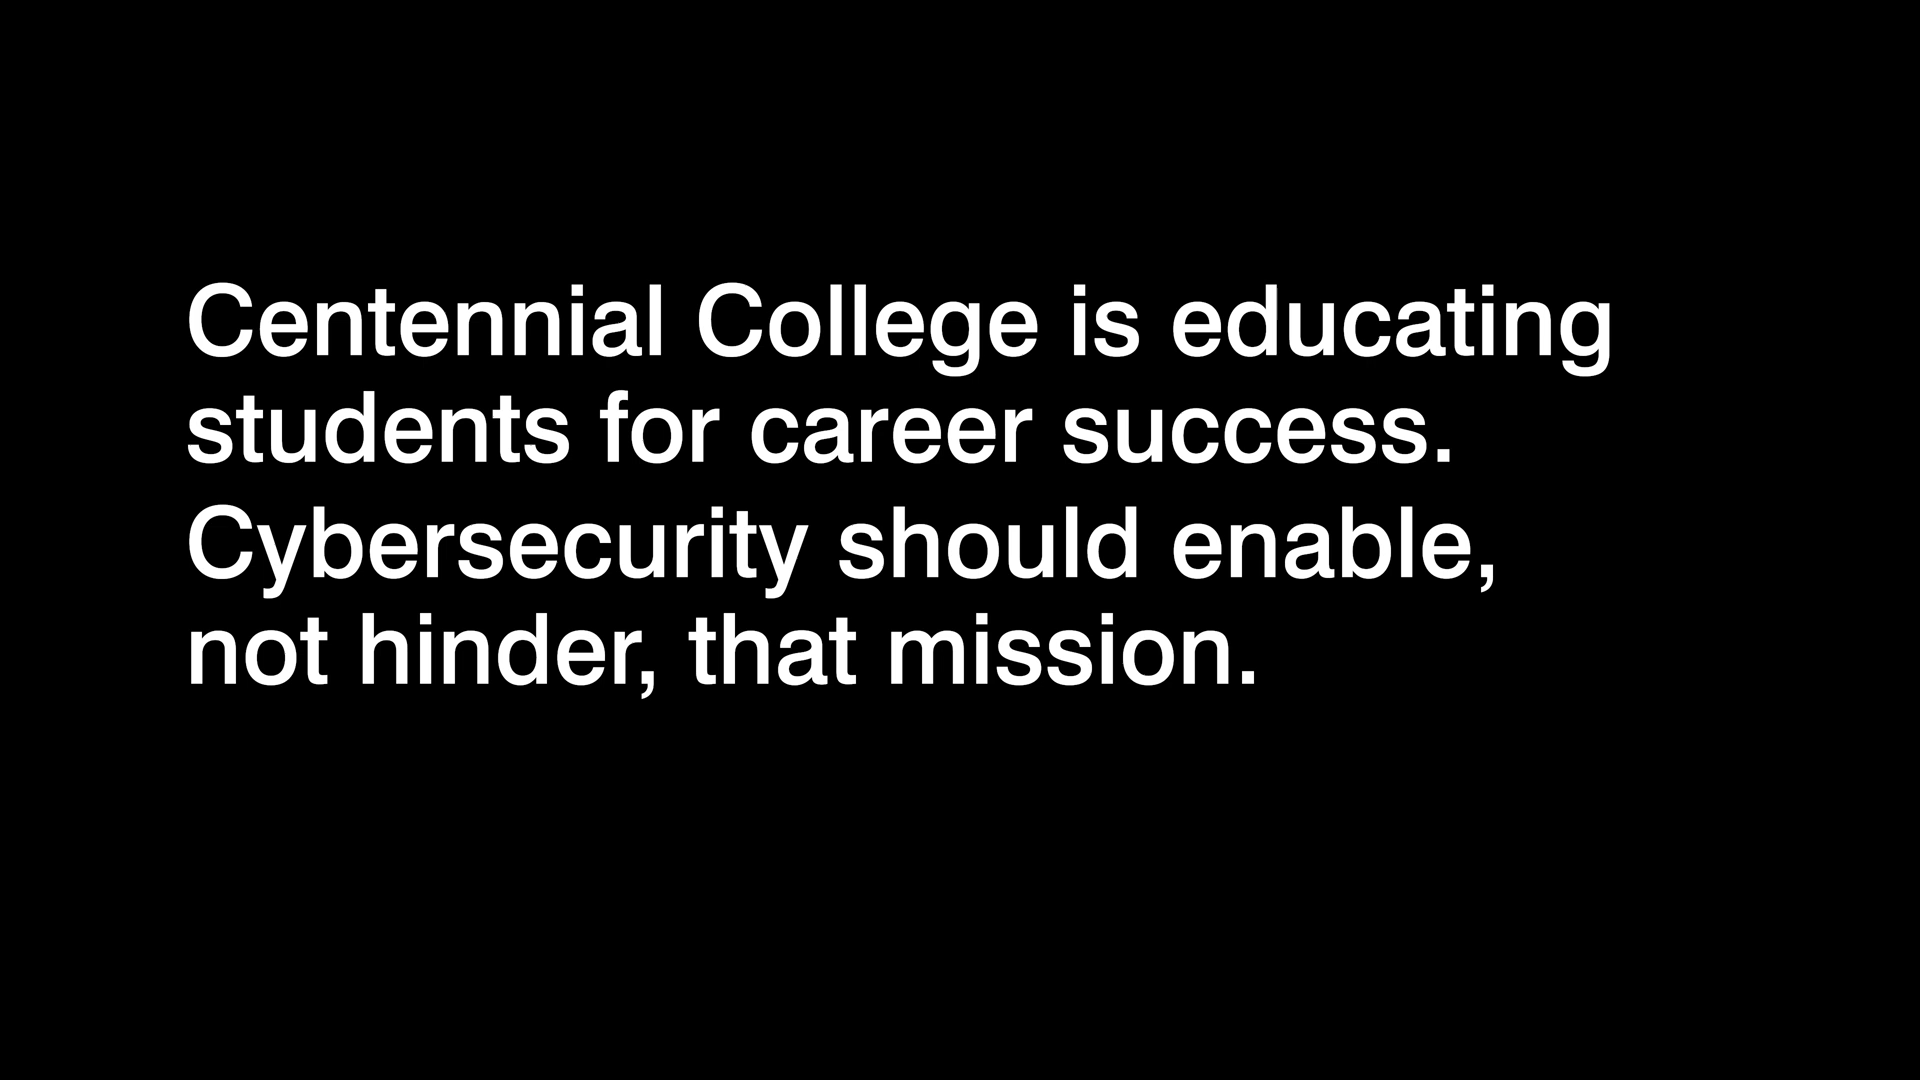 Centennial College is educating
students for career success.
Cybersecurity should enable,
not hinder, that mission.